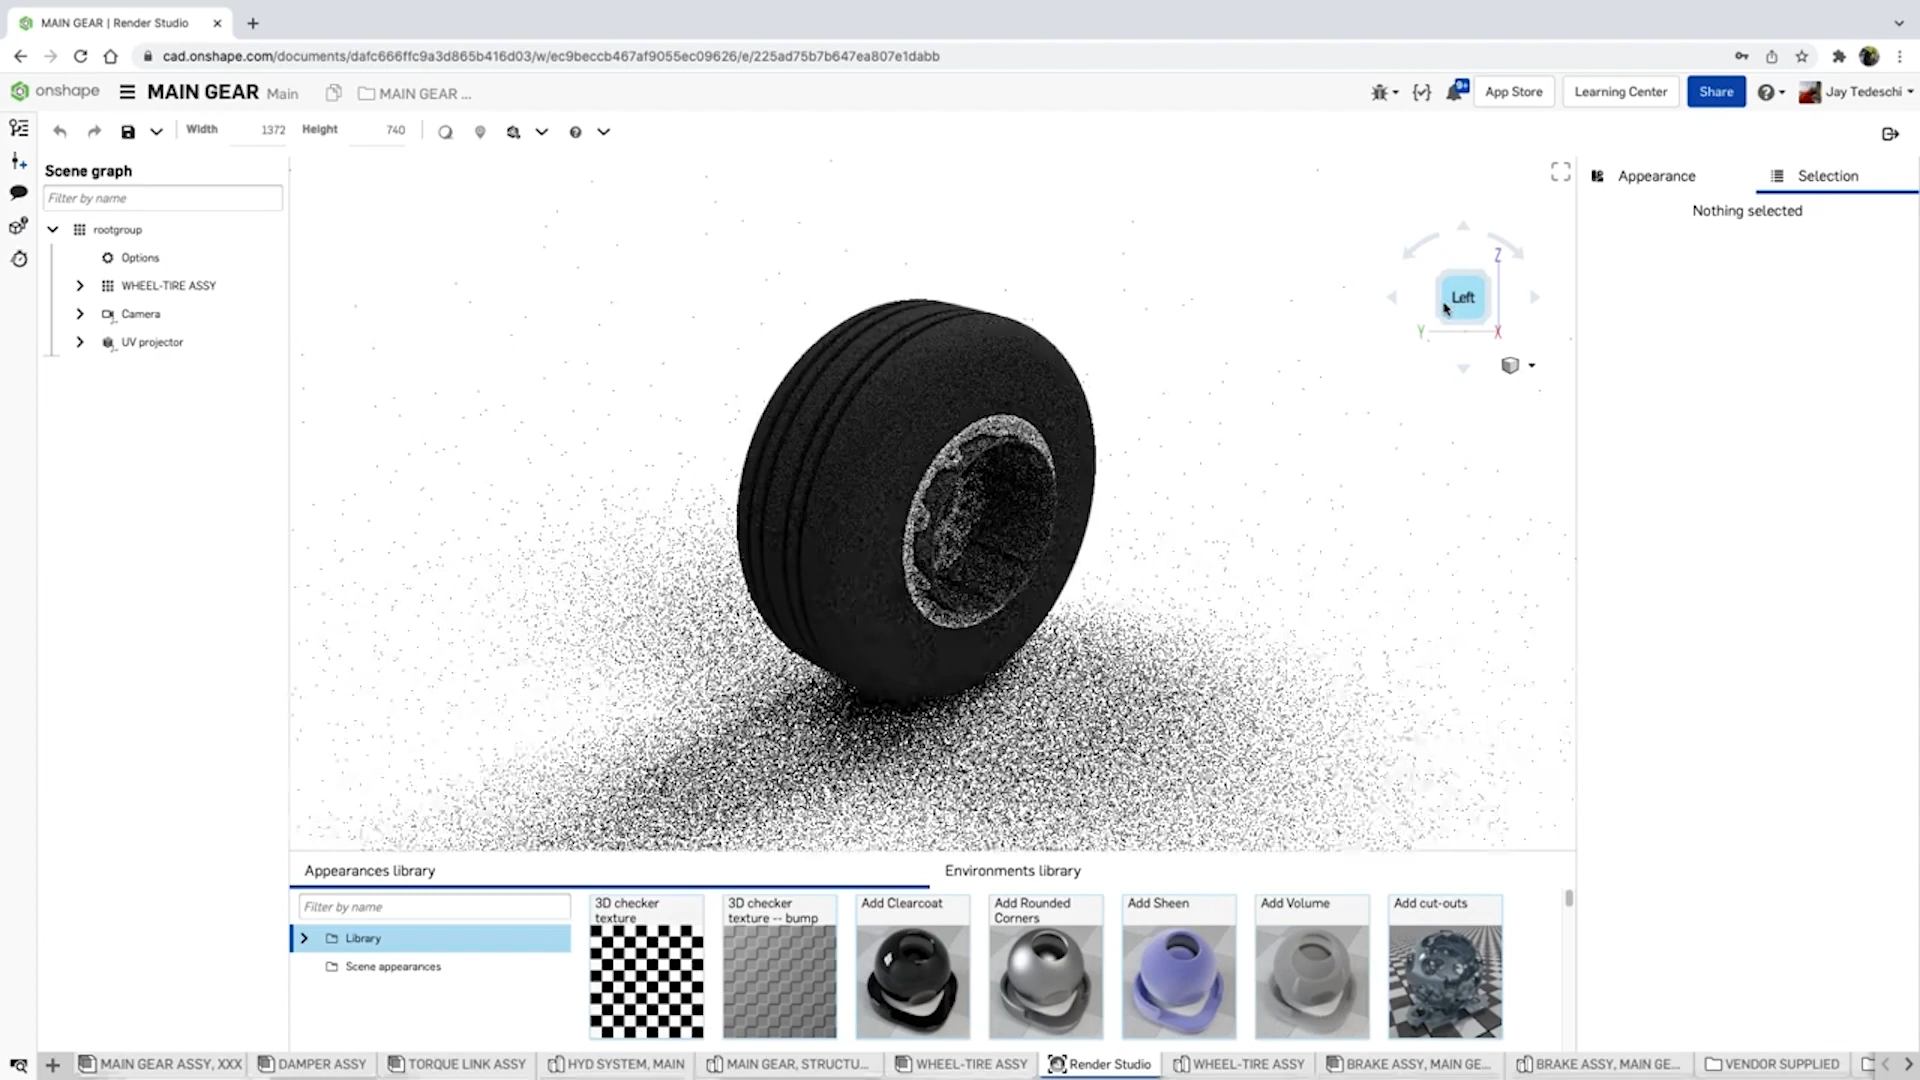 MAIN GEAR | Render Studio
cad.onshape.com/documents/dafc666ffc9a3d865b416d03/w/ec9beccb467af9055ec09626/e/225ad75b7b647ea807e1dabb
onshape MAIN GEAR Main MAIN GEAR ...
9+ App Store Learning Center Share Jay Tedeschi
Width 1372 Height 740
Scene graph
Filter by name
rootgroup
Options
WHEEL-TIRE ASSY
Camera
UV projector
Appearance Selection
Nothing selected
Z
Left
Y X
Appearances library Environments library
Filter by name
Library
Scene appearances
3D checker texture
3D checker texture -- bump
Add Clearcoat
Add Rounded Corners
Add Sheen
Add Volume
Add cut-outs
MAIN GEAR ASSY, XXX DAMPER ASSY TORQUE LINK ASSY HYD SYSTEM, MAIN MAIN GEAR, STRUCTU... WHEEL-TIRE ASSY Render Studio WHEEL-TIRE ASSY BRAKE ASSY, MAIN GE... BRAKE ASSY, MAIN GE... VENDOR SUPPLIED